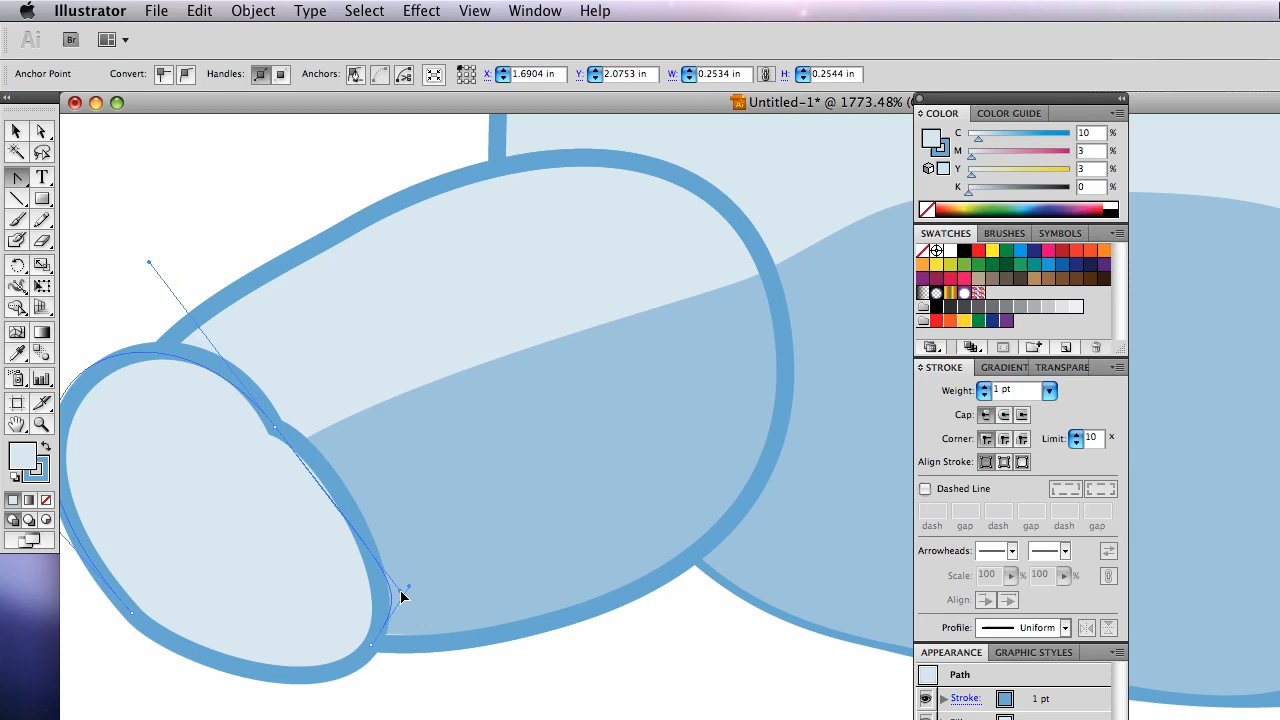 Illustrator File Edit Object Type Select Effect View Window Help
Ai Br
Anchor Point Convert: Handles: Anchors: X: 1.6904 in Y: 2.0753 in W: 0.2534 in H: 0.2544 in
Untitled-1* @ 1773.48% (
COLOR COLOR GUIDE
C 10 %
M 3 %
Y 3 %
K 0 %
SWATCHES BRUSHES SYMBOLS
T
STROKE GRADIENT TRANSPARE
Weight: 1 pt
Cap:
Corner: Limit: 10 x
Align Stroke:
Dashed Line
dash gap dash gap dash gap
Arrowheads:
Scale: 100 % 100 %
Align:
Profile: Uniform
APPEARANCE GRAPHIC STYLES
Path
Stroke: 1 pt